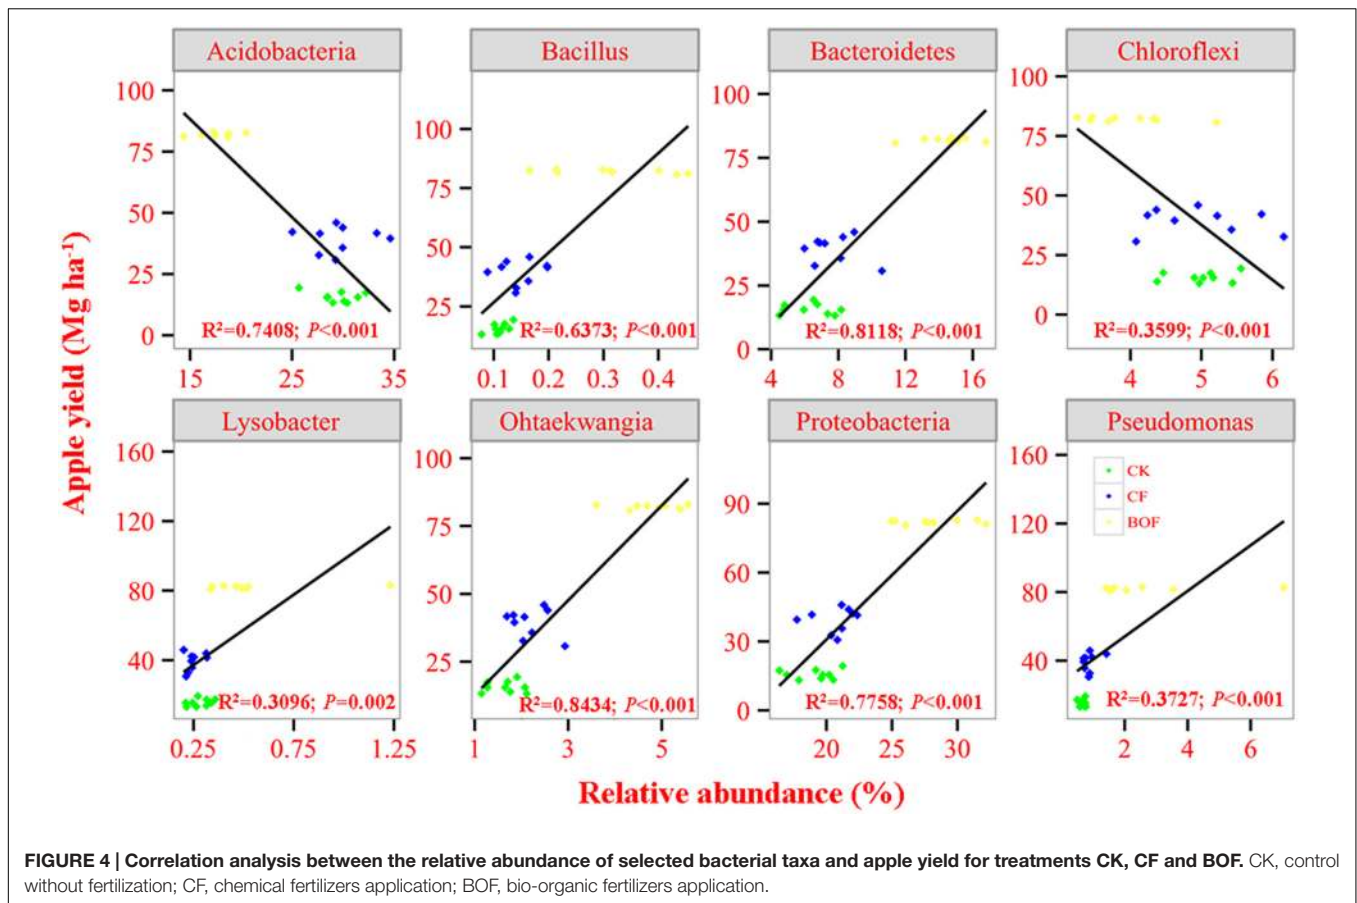 Acidobacteria
Bacillus
Bacteroidetes
Chloroflexi
100
75
50
25
0
R²=0.7408; P<0.001
15
25
35
100
75
50
25
R²=0.6373; P<0.001
0.1
0.2
0.3
0.4
100
75
50
25
0
R²=0.8118; P<0.001
4
8
12
16
100
75
50
25
0
R²=0.3599; P<0.001
4
5
6
Apple yield (Mg ha⁻¹)
Lysobacter
Ohtaekwangia
Proteobacteria
Pseudomonas
160
120
80
40
R²=0.3096; P=0.002
0.25
0.75
1.25
100
75
50
25
R²=0.8434; P<0.001
1
3
5
90
60
30
0
R²=0.7758; P<0.001
20
25
30
160
120
80
40
CK
CF
BOF
R²=0.3727; P<0.001
2
4
6
Relative abundance (%)
FIGURE 4 | Correlation analysis between the relative abundance of selected bacterial taxa and apple yield for treatments CK, CF and BOF. CK, control
without fertilization; CF, chemical fertilizers application; BOF, bio-organic fertilizers application.